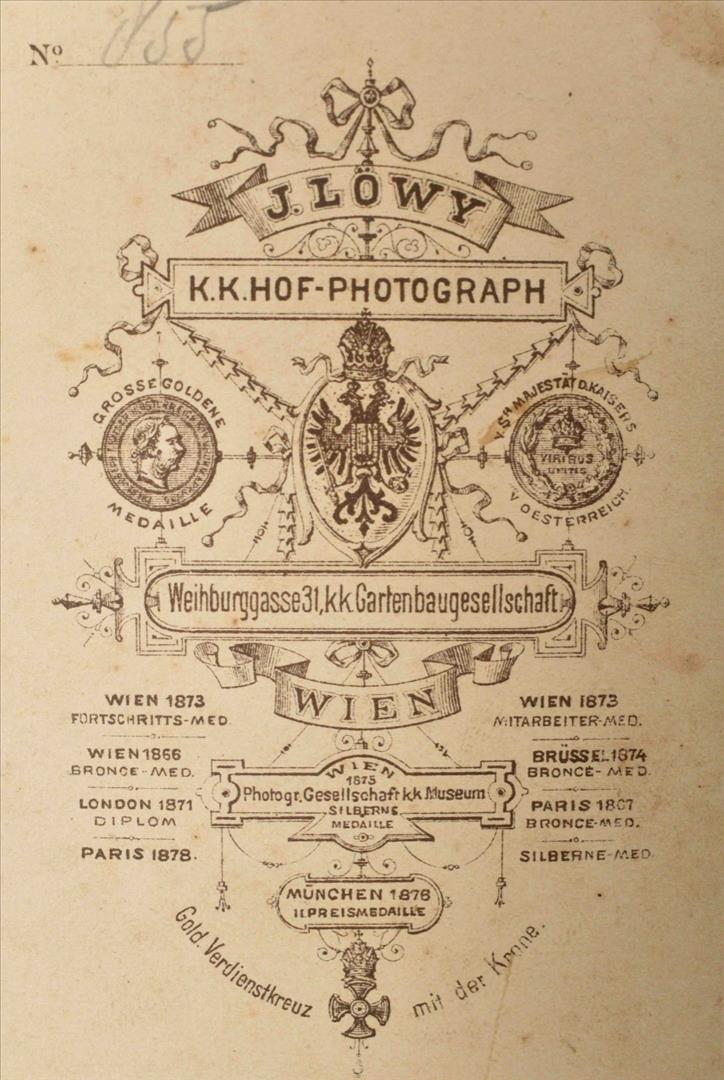 Nº 855
J. LÖWY
K.K. HOF-PHOTOGRAPH
GROSSE GOLDENE
MEDAILLE
V. Sr. MAJESTÄT D. KAISERS
V. OESTERREICH.
VIRIBUS
UNITIS
Weihburggasse 31, k.k. Gartenbaugesellschaft
WIEN
WIEN 1873
FORTSCHRITTS-MED.
WIEN 1866
BRONCE-MED.
LONDON 1871
DIPLOM
PARIS 1878.
WIEN 1873
MITARBEITER-MED.
BRÜSSEL 1874
BRONCE-MED.
PARIS 1867
BRONCE-MED.
SILBERNE-MED.
WIEN
1875
Photogr. Gesellschaft k.k. Museum
SILBERNE
MEDAILLE
MÜNCHEN 1876
II. PREISMEDAILLE
Gold. Verdienstkreuz mit der Krone.